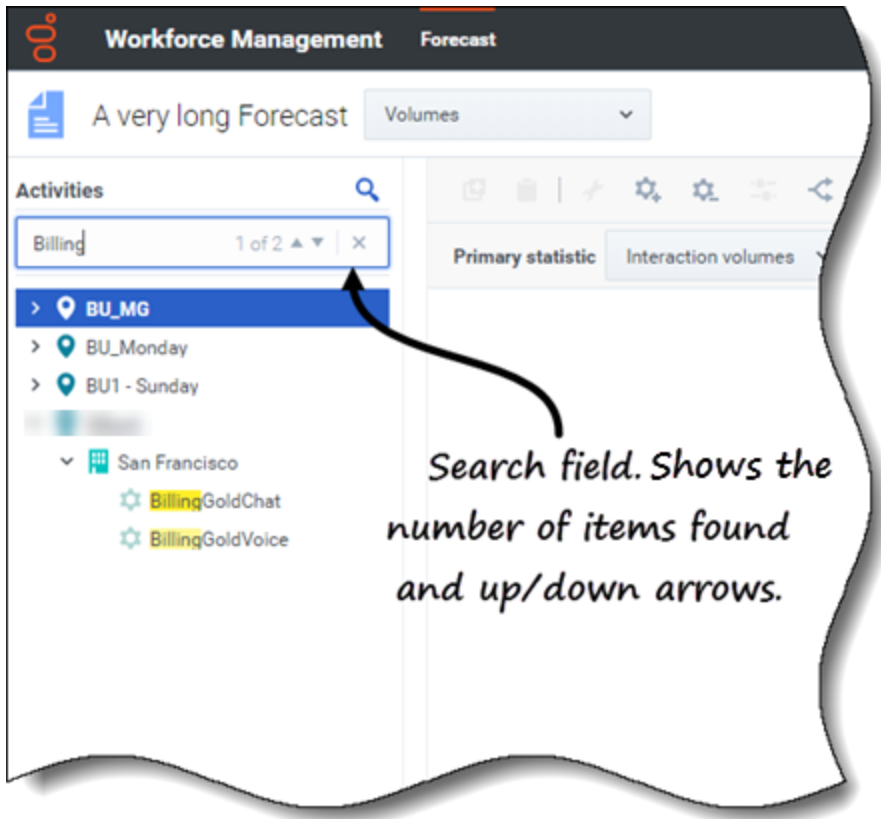 Workforce Management Forecast
A very long Forecast Volumes
Activities
Billing 1 of 2
Primary statistic Interaction volumes
BU_MG
BU_Monday
BU1 - Sunday
San Francisco
BillingGoldChat
BillingGoldVoice
Search field. Shows the
number of items found
and up/down arrows.